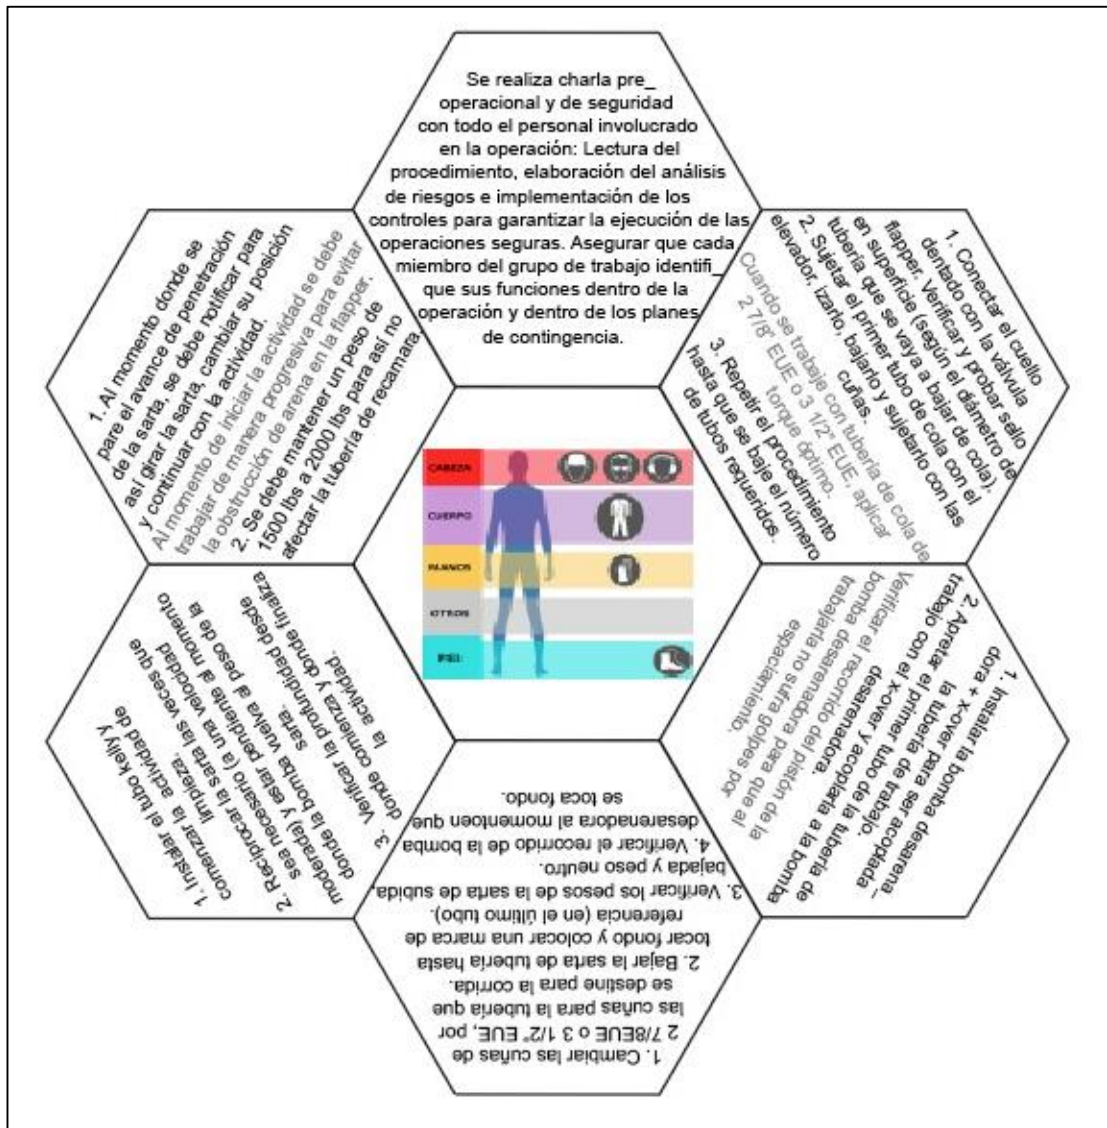 Se realiza charla pre_
operacional y de seguridad
con todo el personal involucrado
en la operación: Lectura del
procedimiento, elaboración del análisis
de riesgos e implementación de los
controles para garantizar la ejecución de las
operaciones seguras. Asegurar que cada
miembro del grupo de trabajo identifi_
que sus funciones dentro de la
operación y dentro de los planes
de contingencia.
1. Conectar el cuello
dentado con la válvula
flapper. Verificar y probar sello
en superficie (según el diámetro de
tubería que se vaya a bajar de cola).
2. Sujetar el primer tubo de cola con el
elevador, izarlo, bajarlo y sujetarlo con las
cuñas.
Cuando se trabaje con tubería de cola de
2 7/8" EUE o 3 1/2" EUE, aplicar
torque óptimo.
3. Repetir el procedimiento
hasta que se baje el número
de tubos requeridos.
1. Instalar la bomba desarena_
dora + x-over para ser acoplada
la tubería de trabajo.
2. Apretar el primer tubo de la tubería de
trabajo con el x-over y acoplarla a la bomba
desarenadora.
Verificar el recorrido del pistón de la
bomba desarenadora para que al
trabajarla no sufra golpes por
espaciamiento.
1. Cambiar las cuñas de
2 7/8EUE o 3 1/2" EUE, por
las cuñas para la tubería que
se destine para la corrida.
2. Bajar la sarta de tubería hasta
tocar fondo y colocar una marca de
referencia (en el último tubo).
3. Verificar los pesos de la sarta de subida,
bajada y peso neutro.
4. Verificar el recorrido de la bomba
desarenadora al momentoen que
se toca fondo.
1. Instalar el tubo kelly y
comenzar la actividad de
limpieza.
2. Reciprocar la sarta las veces que
sea necesario (a una velocidad
moderada) y estar pendiente al momento
donde la bomba vuelva al peso de la
sarta.
3. Verificar la profundidad desde
donde comienza y donde finaliza
la actividad.
1. Al momento donde se
pare el avance de penetración
de la sarta, se debe notificar para
así girar la sarta, cambiar su posición
y continuar con la actividad.
Al momento de iniciar la actividad se debe
trabajar de manera progresiva para evitar
la obstrucción de arena en la flapper.
2. Se debe mantener un peso de
1500 lbs a 2000 lbs para así no
afectar la tubería de recamara
CABEZA
CUERPO
MANOS
OTROS